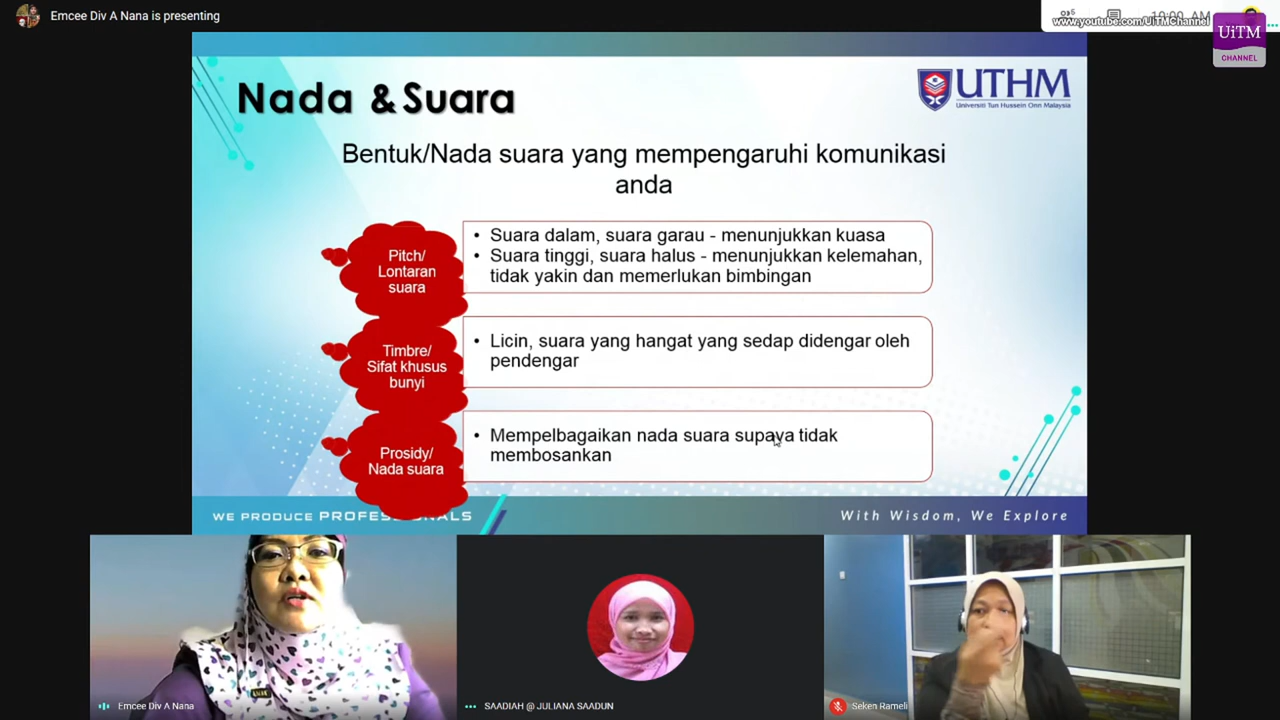 Emcee Div A Nana is presenting
www.youtube.com/UiTMChannel
UiTM
CHANNEL
Nada & Suara
UTHM
Universiti Tun Hussein Onn Malaysia
Bentuk/Nada suara yang mempengaruhi komunikasi
anda
Pitch/
Lontaran
suara
• Suara dalam, suara garau - menunjukkan kuasa
• Suara tinggi, suara halus - menunjukkan kelemahan,
tidak yakin dan memerlukan bimbingan
Timbre/
Sifat khusus
bunyi
• Licin, suara yang hangat yang sedap didengar oleh
pendengar
Prosidy/
Nada suara
• Mempelbagaikan nada suara supaya tidak
membosankan
WE PRODUCE PROFESSIONALS
With Wisdom, We Explore
Emcee Div A Nana
SAADIAH @ JULIANA SAADUN
Seken Rameli